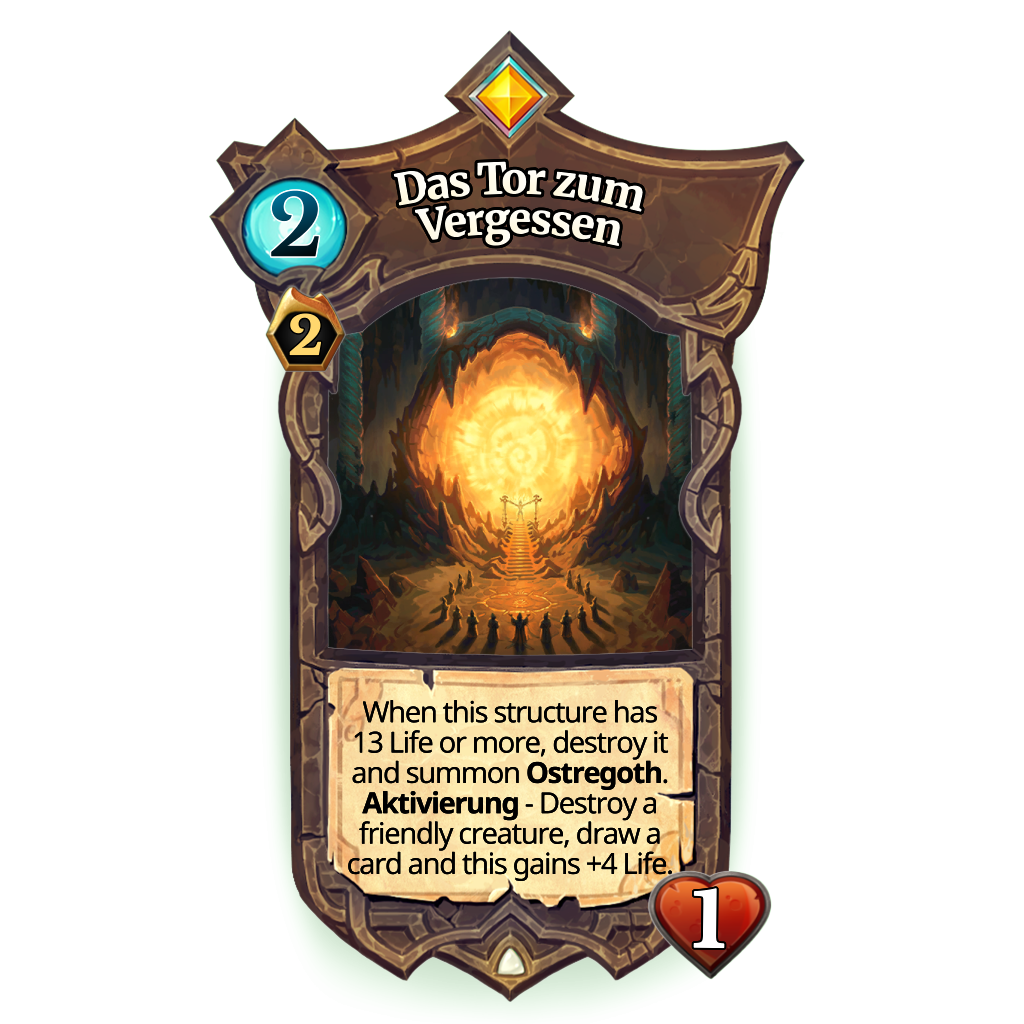 Das Tor zum
Vergessen
2
2
When this structure has
13 Life or more, destroy it
and summon Ostregoth.
Aktivierung - Destroy a
friendly creature, draw a
card and this gains +4 Life.
1